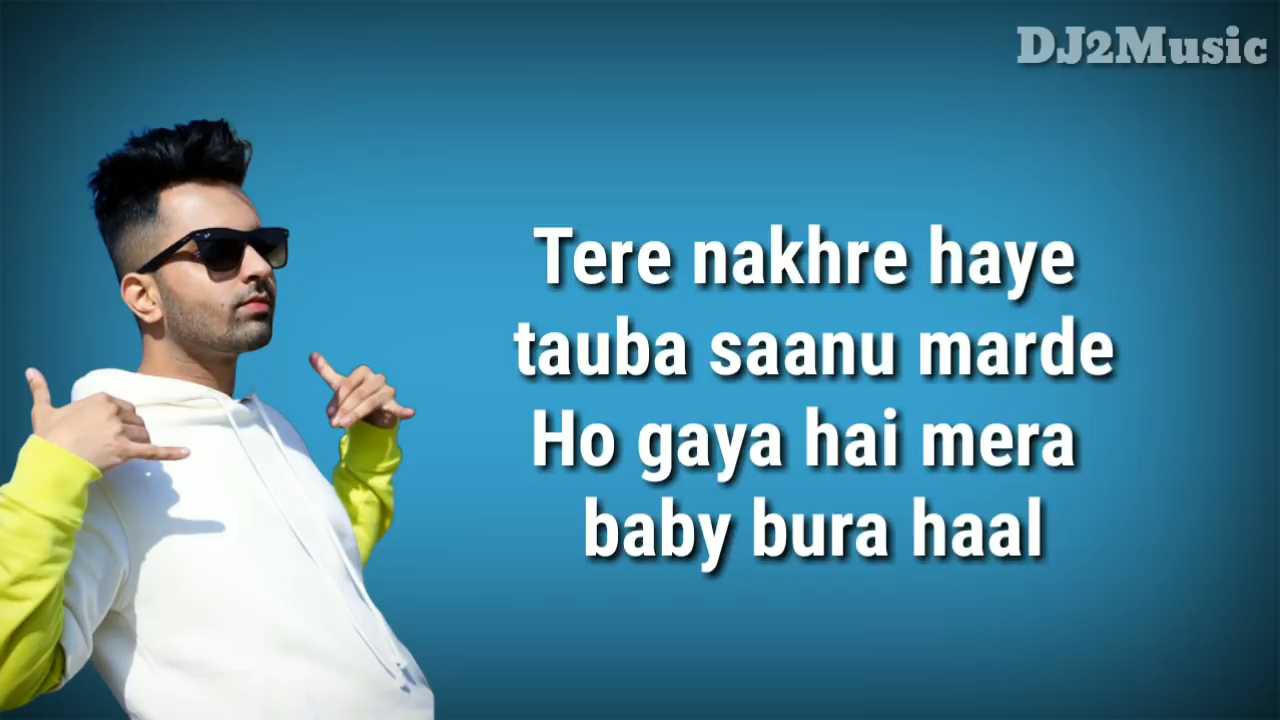 DJ2Music
Tere nakhre haye
tauba saanu marde
Ho gaya hai mera
baby bura haal